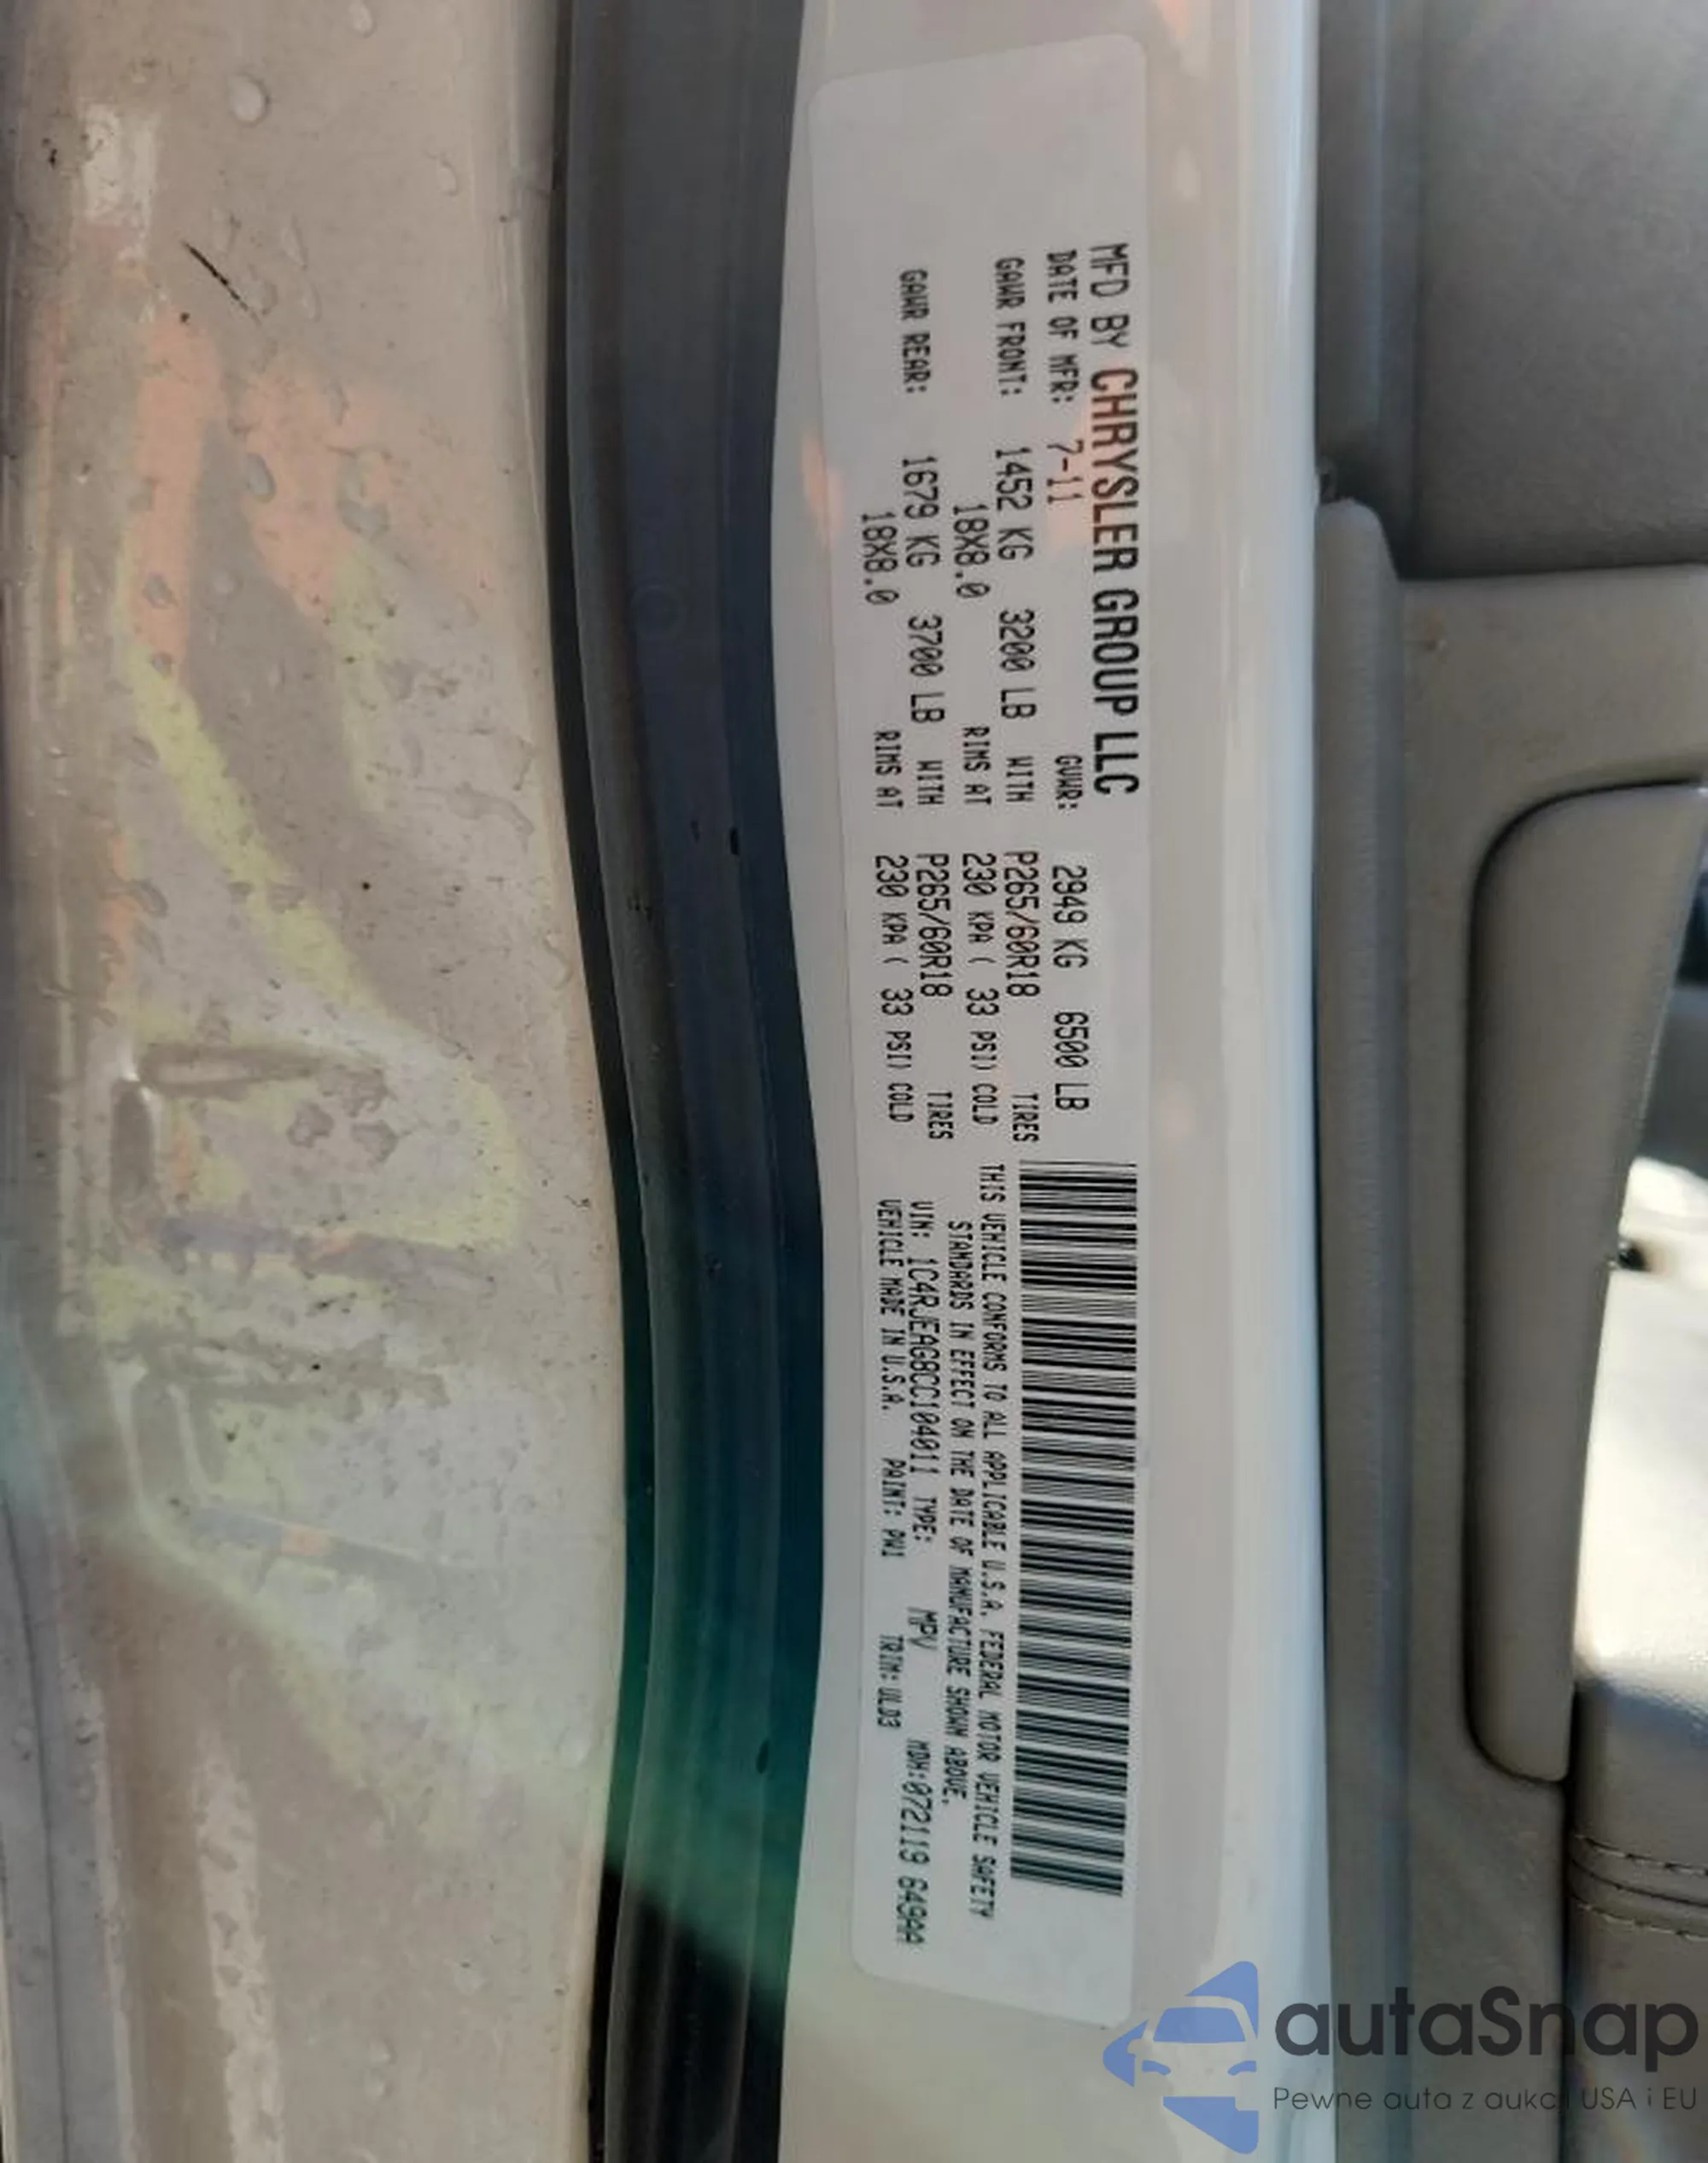 MFD BY CHRYSLER GROUP LLC
DATE OF MFR: 7-11 GVWR: 2949 KG 6500 LB
GAWR FRONT: 1452 KG 3200 LB WITH P265/60R18 TIRES
18X8.0 RIMS AT 230 KPA ( 33 PSI) COLD
GAWR REAR: 1679 KG 3700 LB WITH P265/60R18 TIRES
18X8.0 RIMS AT 230 KPA ( 33 PSI) COLD
THIS VEHICLE CONFORMS TO ALL APPLICABLE U.S.A. FEDERAL MOTOR VEHICLE SAFETY
STANDARDS IN EFFECT ON THE DATE OF MANUFACTURE SHOWN ABOVE.
VIN: 1C4RJEAG8CC104011 TYPE: MPV MDH:072119 649AA
VEHICLE MADE IN U.S.A. PAINT: PW1 TRIM:ULD3
autaSnap
Pewne auta z aukcji USA i EU